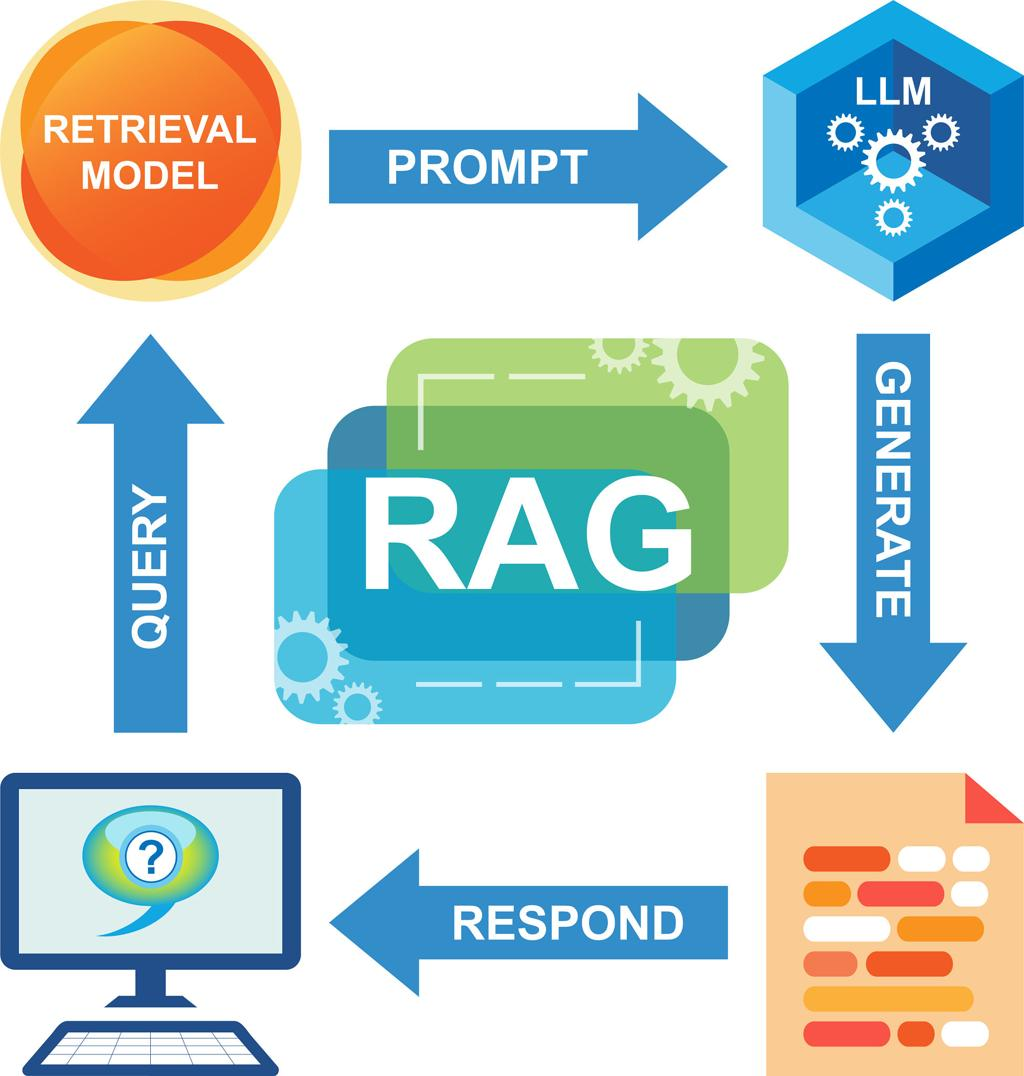 RETRIEVAL
MODEL
PROMPT
LLM
QUERY
RAG
GENERATE
?
RESPOND